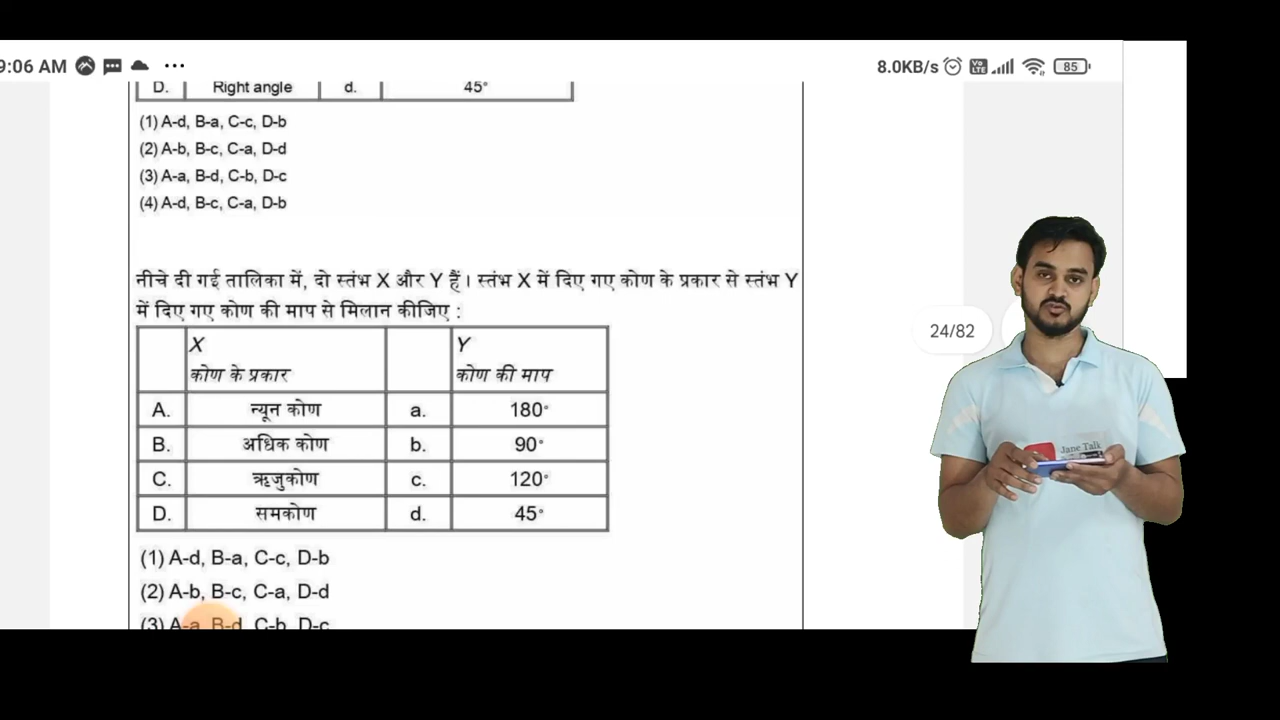 9:06 AM
8.0KB/s 85
D. Right angle d. 45°
(1) A-d, B-a, C-c, D-b
(2) A-b, B-c, C-a, D-d
(3) A-a, B-d, C-b, D-c
(4) A-d, B-c, C-a, D-b
नीचे दी गई तालिका में, दो स्तंभ X और Y हैं। स्तंभ X में दिए गए कोण के प्रकार से स्तंभ Y
में दिए गए कोण की माप से मिलान कीजिए :
X Y
कोण के प्रकार कोण की माप
A. न्यून कोण a. 180°
B. अधिक कोण b. 90°
C. ऋजुकोण c. 120°
D. समकोण d. 45°
(1) A-d, B-a, C-c, D-b
(2) A-b, B-c, C-a, D-d
(3) A-a, B-d, C-b, D-c
24/82
Jane Talk